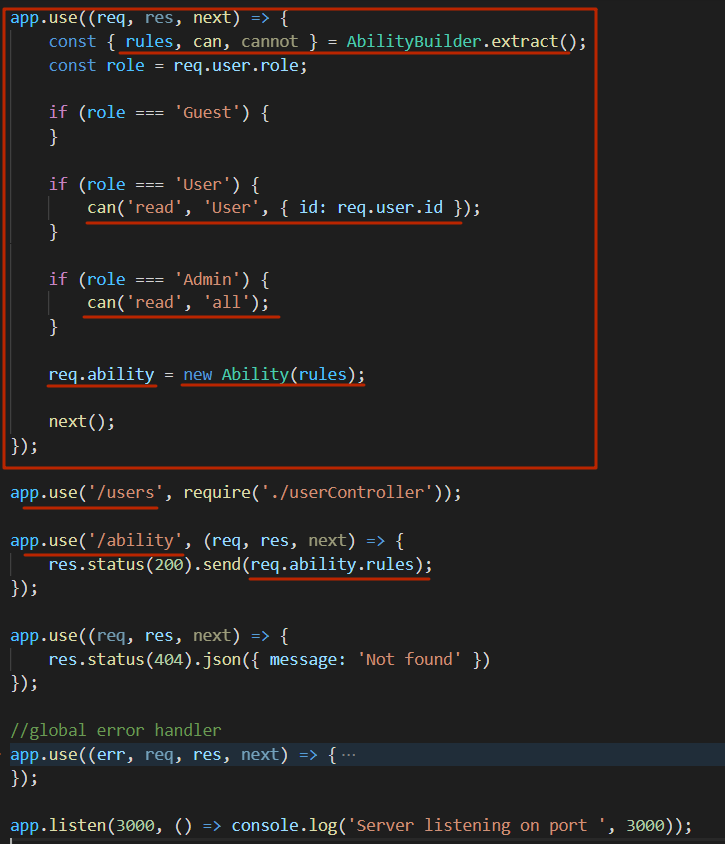 app.use((req, res, next) => {
    const { rules, can, cannot } = AbilityBuilder.extract();
    const role = req.user.role;

    if (role === 'Guest') {
    }

    if (role === 'User') {
        can('read', 'User', { id: req.user.id });
    }

    if (role === 'Admin') {
        can('read', 'all');
    }

    req.ability = new Ability(rules);

    next();
});

app.use('/users', require('./userController'));

app.use('/ability', (req, res, next) => {
    res.status(200).send(req.ability.rules);
});

app.use((req, res, next) => {
    res.status(404).json({ message: 'Not found' })
});

//global error handler
app.use((err, req, res, next) => { ···
});

app.listen(3000, () => console.log('Server listening on port ', 3000));